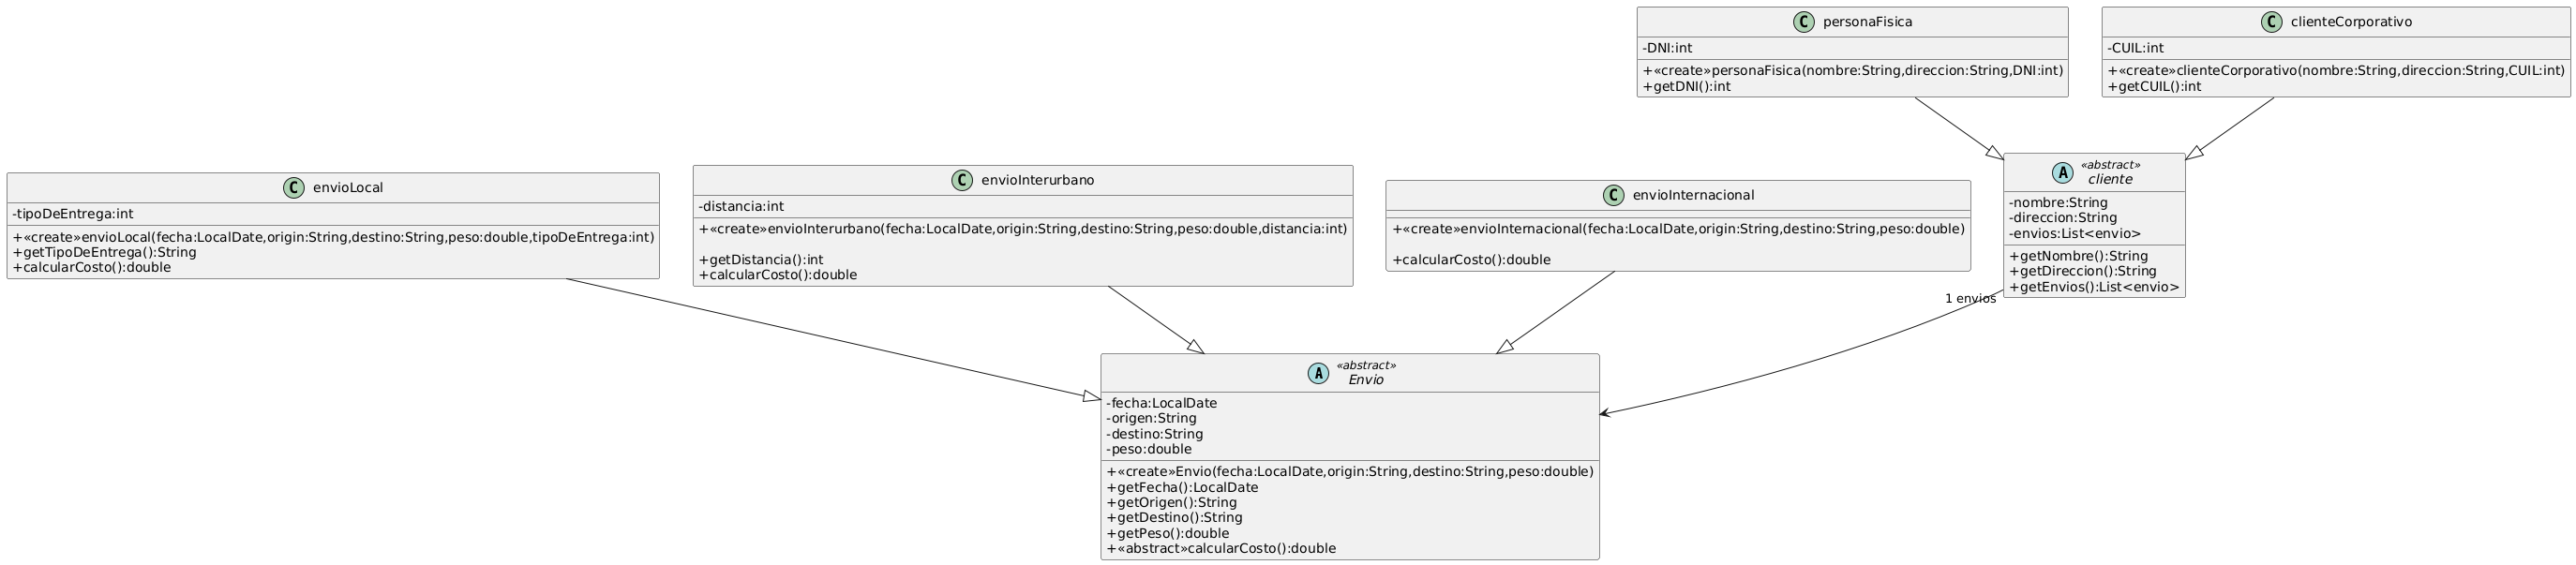 C personaFisica
-DNI:int
+«create»personaFisica(nombre:String,direccion:String,DNI:int)
+getDNI():int
C clienteCorporativo
-CUIL:int
+«create»clienteCorporativo(nombre:String,direccion:String,CUIL:int)
+getCUIL():int
C envioLocal
-tipoDeEntrega:int
+«create»envioLocal(fecha:LocalDate,origin:String,destino:String,peso:double,tipoDeEntrega:int)
+getTipoDeEntrega():String
+calcularCosto():double
C envioInterurbano
-distancia:int
+«create»envioInterurbano(fecha:LocalDate,origin:String,destino:String,peso:double,distancia:int)
+getDistancia():int
+calcularCosto():double
C envioInternacional
+«create»envioInternacional(fecha:LocalDate,origin:String,destino:String,peso:double)
+calcularCosto():double
A «abstract»
cliente
-nombre:String
-direccion:String
-envios:List<envio>
+getNombre():String
+getDireccion():String
+getEnvios():List<envio>
1 envios
A «abstract»
Envio
-fecha:LocalDate
-origen:String
-destino:String
-peso:double
+«create»Envio(fecha:LocalDate,origin:String,destino:String,peso:double)
+getFecha():LocalDate
+getOrigen():String
+getDestino():String
+getPeso():double
+«abstract»calcularCosto():double